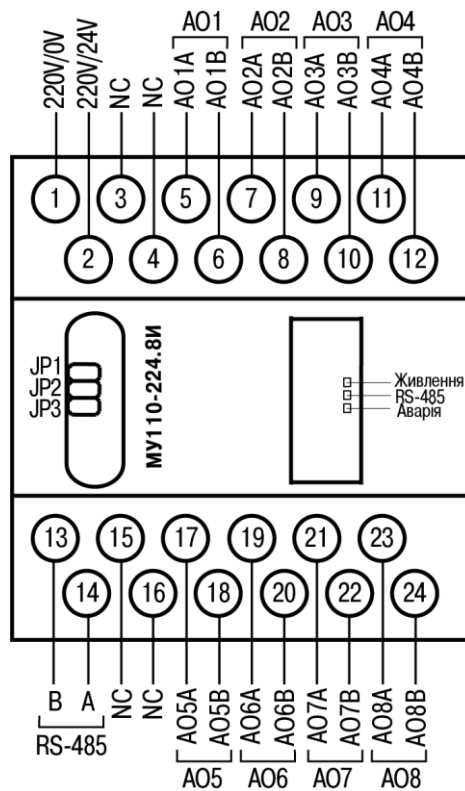 AO1 AO2 AO3 AO4
220V/0V 220V/24V NC NC AO1A AO1B AO2A AO2B AO3A AO3B AO4A AO4B
1 3 5 7 9 11
2 4 6 8 10 12
JP1
JP2
JP3
МУ110-224.8И
Живлення
RS-485
Аварія
13 15 17 19 21 23
14 16 18 20 22 24
B A NC NC AO5A AO5B AO6A AO6B AO7A AO7B AO8A AO8B
RS-485
AO5 AO6 AO7 AO8